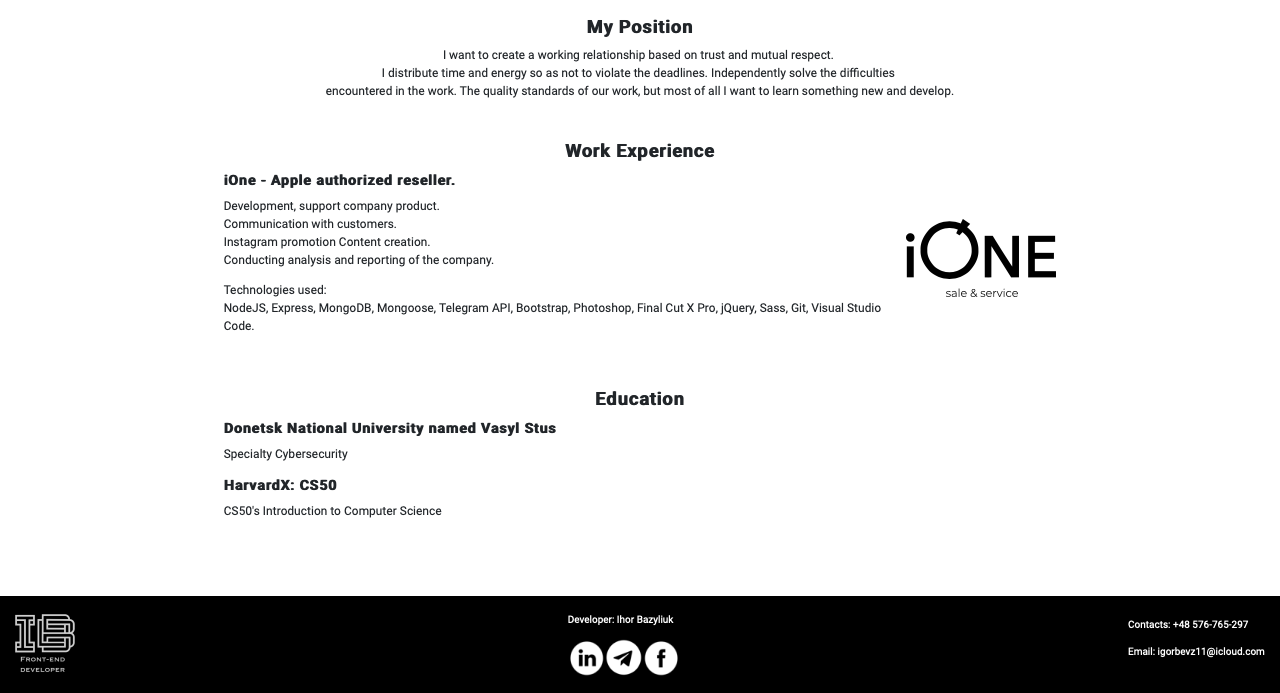 My Position
I want to create a working relationship based on trust and mutual respect.
I distribute time and energy so as not to violate the deadlines. Independently solve the difficulties
encountered in the work. The quality standards of our work, but most of all I want to learn something new and develop.
Work Experience
iOne - Apple authorized reseller.
Development, support company product.
Communication with customers.
Instagram promotion Content creation.
Conducting analysis and reporting of the company.
Technologies used:
NodeJS, Express, MongoDB, Mongoose, Telegram API, Bootstrap, Photoshop, Final Cut X Pro, jQuery, Sass, Git, Visual Studio
Code.
iONE
sale & service
Education
Donetsk National University named Vasyl Stus
Specialty Cybersecurity
HarvardX: CS50
CS50's Introduction to Computer Science
IB
Front-end
developer
Developer: Ihor Bazyliuk
in
f
Contacts: +48 576-765-297
Email: igorbevz11@icloud.com